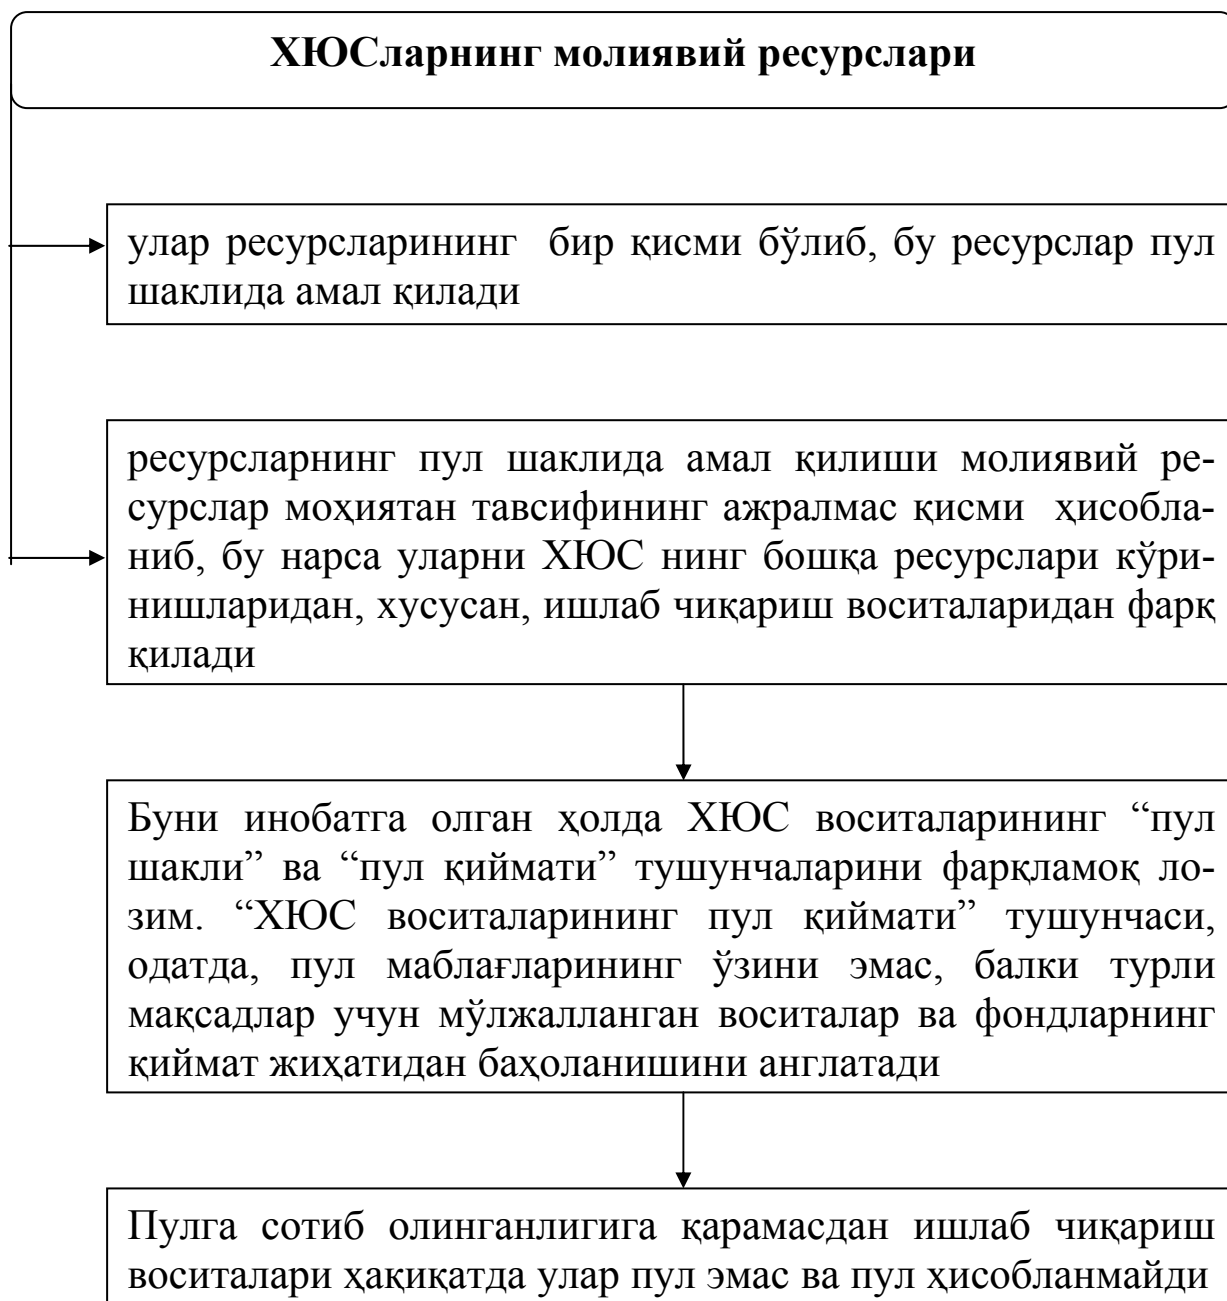 ХЮСларнинг молиявий ресурслари
улар ресурсларининг бир қисми бўлиб, бу ресурслар пул
шаклида амал қилади
ресурсларнинг пул шаклида амал қилиши молиявий ре-
сурслар моҳиятан тавсифининг ажралмас қисми ҳисобла-
ниб, бу нарса уларни ХЮС нинг бошқа ресурслари кўри-
нишларидан, хусусан, ишлаб чиқариш воситаларидан фарқ
қилади
Буни инобатга олган ҳолда ХЮС воситаларининг “пул
шакли” ва “пул қиймати” тушунчаларини фарқламоқ ло-
зим. “ХЮС воситаларининг пул қиймати” тушунчаси,
одатда, пул маблағларининг ўзини эмас, балки турли
мақсадлар учун мўлжалланган воситалар ва фондларнинг
қиймат жиҳатидан баҳоланишини англатади
Пулга сотиб олинганлигига қарамасдан ишлаб чиқариш
воситалари ҳақиқатда улар пул эмас ва пул ҳисобланмайди